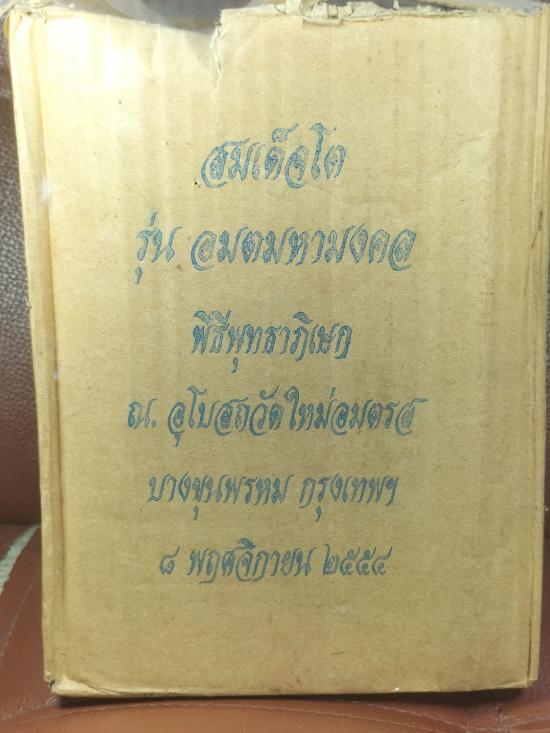 สมเด็จโต
รุ่น อมตมหามงคล
พิธีพุทธาภิเษก
ณ. อุโบสถวัดใหม่อมตรส
บางขุนพรหม กรุงเทพฯ
๘ พฤศจิกายน ๒๕๕๔